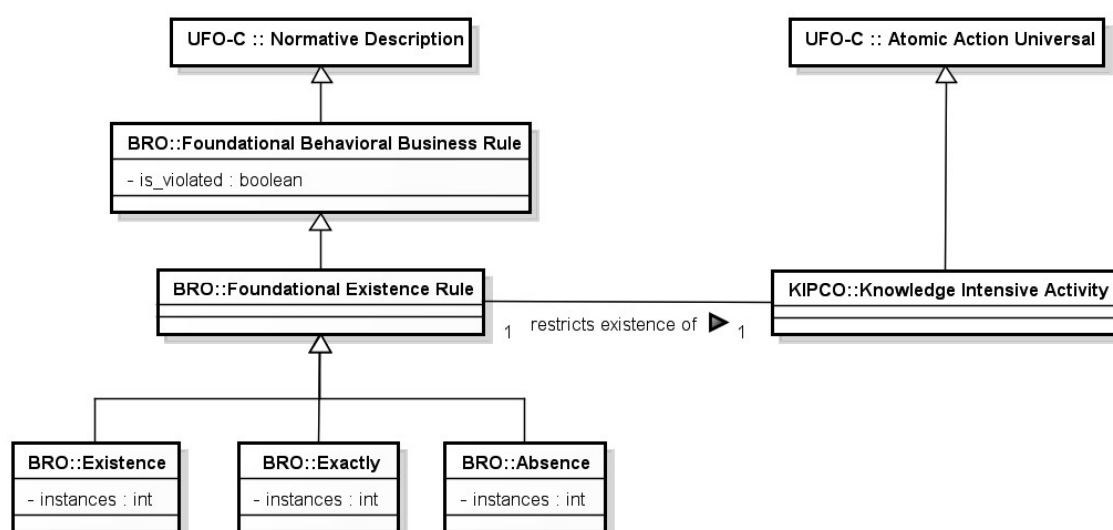 UFO-C :: Normative Description
UFO-C :: Atomic Action Universal
BRO::Foundational Behavioral Business Rule
- is_violated : boolean
BRO::Foundational Existence Rule
KIPCO::Knowledge Intensive Activity
1 restricts existence of 1
BRO::Existence
- instances : int
BRO::Exactly
- instances : int
BRO::Absence
- instances : int